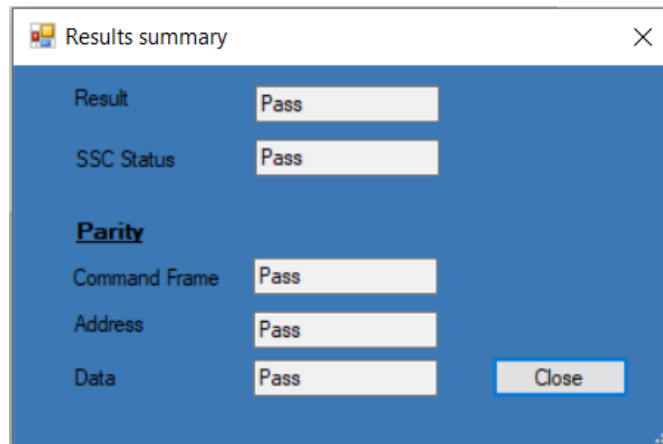 Results summary
Result Pass
SSC Status Pass
Parity
Command Frame Pass
Address Pass
Data Pass Close